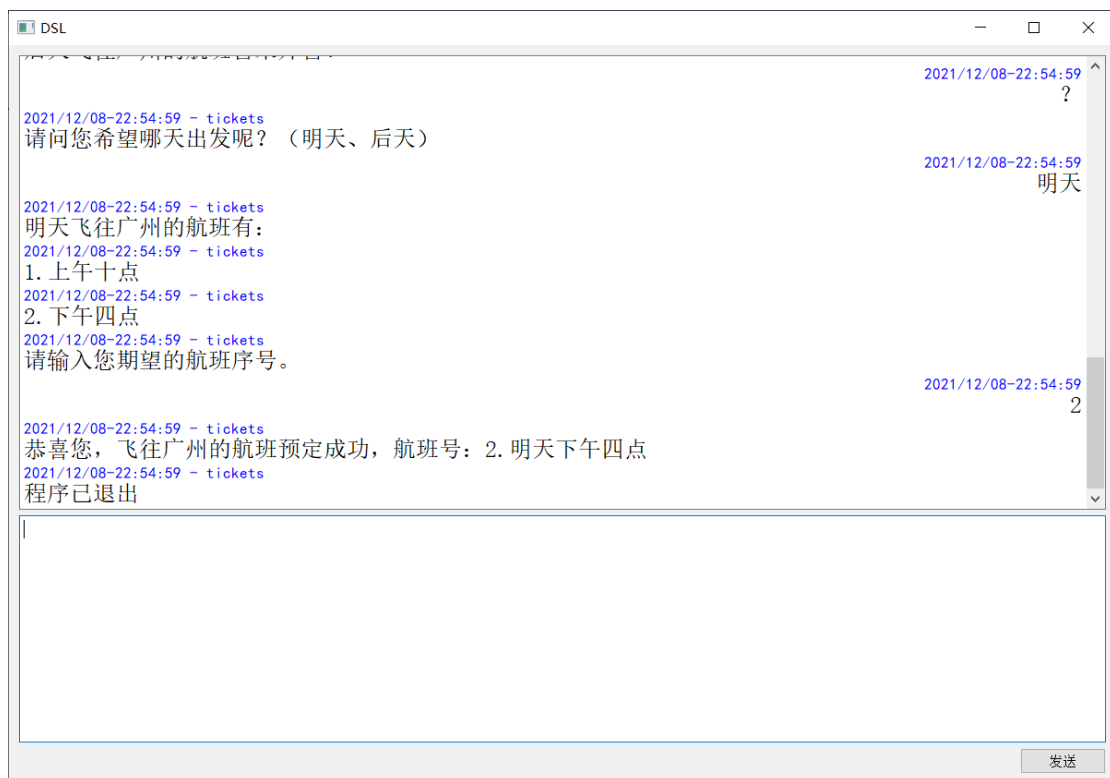 DSL
2021/12/08-22:54:59
?
2021/12/08-22:54:59 - tickets
请问您希望哪天出发呢？（明天、后天）
2021/12/08-22:54:59
明天
2021/12/08-22:54:59 - tickets
明天飞往广州的航班有：
2021/12/08-22:54:59 - tickets
1.上午十点
2021/12/08-22:54:59 - tickets
2.下午四点
2021/12/08-22:54:59 - tickets
请输入您期望的航班序号。
2021/12/08-22:54:59
2
2021/12/08-22:54:59 - tickets
恭喜您，飞往广州的航班预定成功，航班号：2.明天下午四点
2021/12/08-22:54:59 - tickets
程序已退出
发送